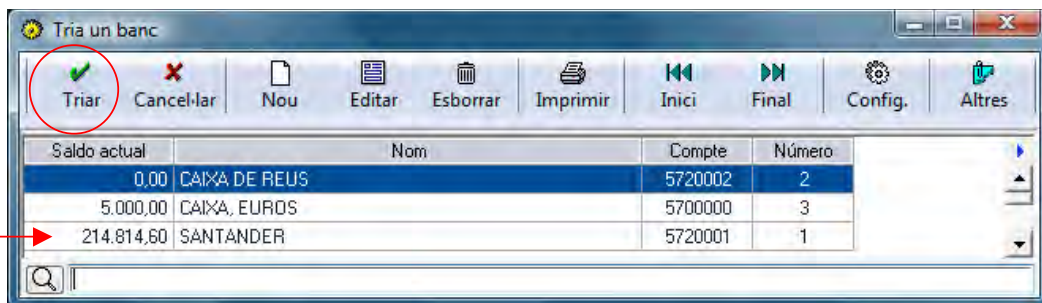 Tria un banc
Triar Cancel·lar Nou Editar Esborrar Imprimir Inici Final Config. Altres
Saldo actual Nom Compte Número
0,00 CAIXA DE REUS 5720002 2
5.000,00 CAIXA, EUROS 5700000 3
214.814,60 SANTANDER 5720001 1